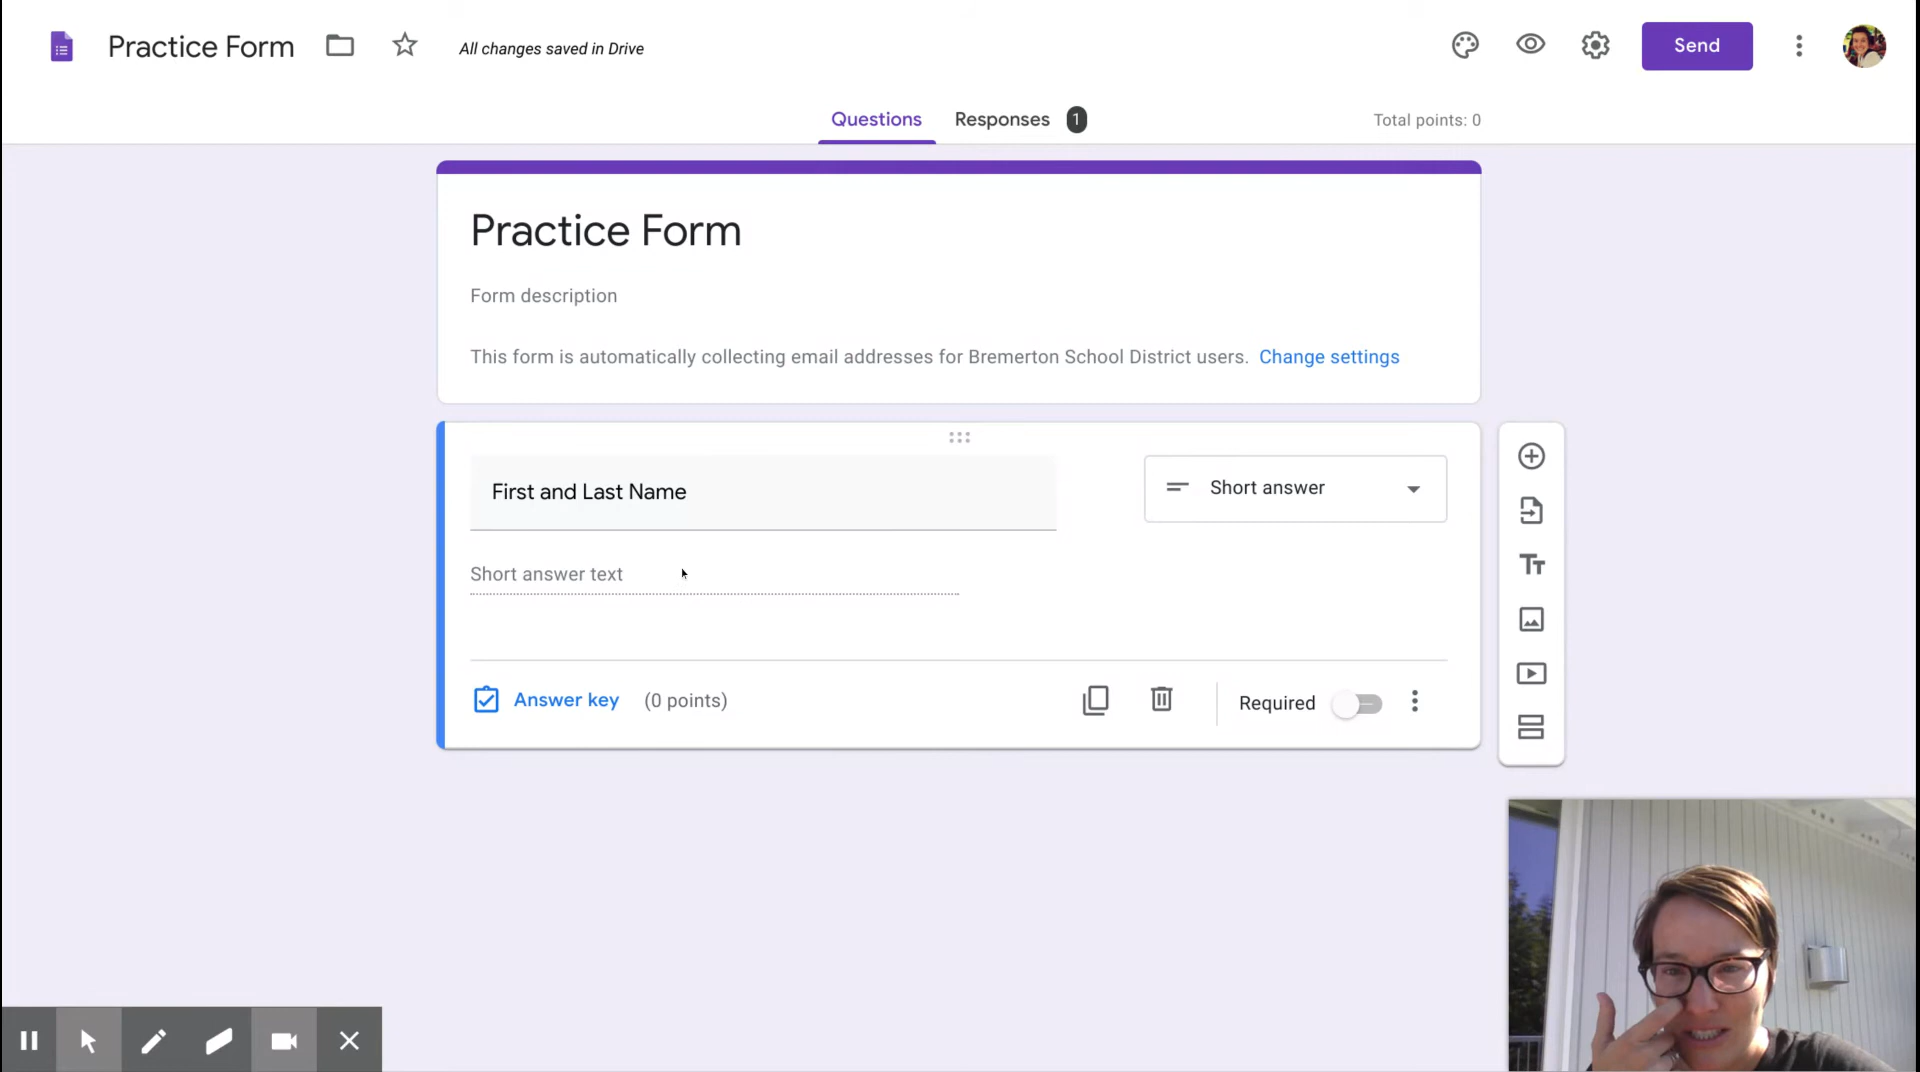 Practice Form
All changes saved in Drive
Send
Questions
Responses 1
Total points: 0
Practice Form
Form description
This form is automatically collecting email addresses for Bremerton School District users. Change settings
First and Last Name
Short answer
Short answer text
Answer key (0 points)
Required